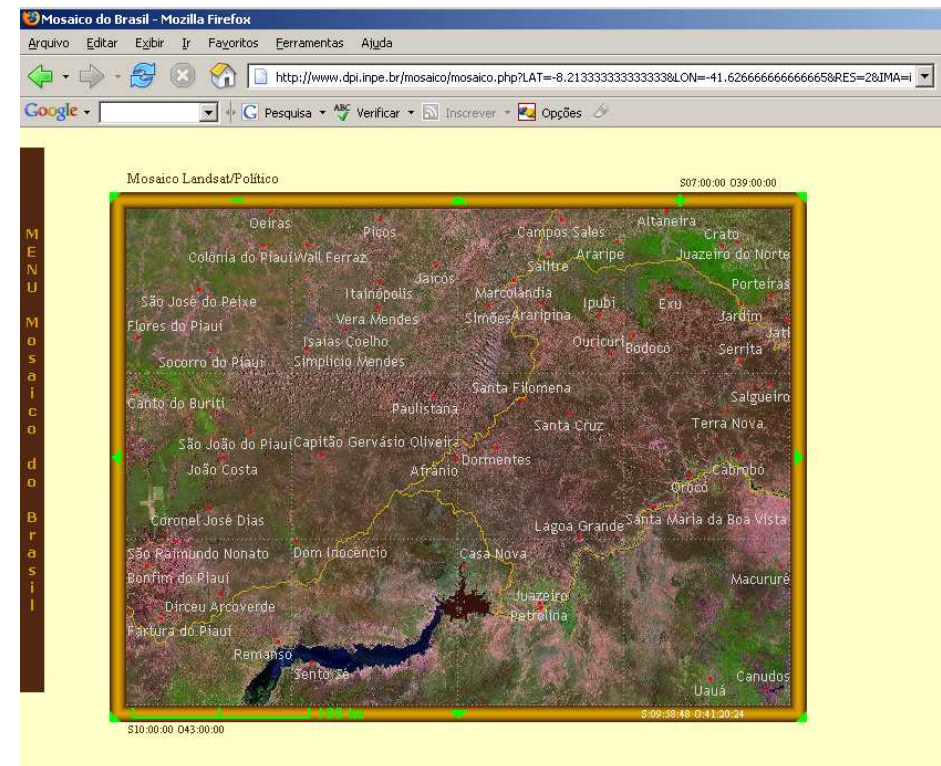 Mosaico do Brasil - Mozilla Firefox
Arquivo Editar Exibir Ir Favoritos Ferramentas Ajuda
http://www.dpi.inpe.br/mosaico/mosaico.php?LAT=-8.213333333333333&LON=-41.626666666666665&RES=2&IMA=i
Google Pesquisa ABC Verificar Inscrever Opções
MENU Mosaico do Brasil
Mosaico Landsat/Político
S07:00:00 O39:00:00
Oeiras Picos Campos Sales Altaneira
Crato
Colônia do Piauí Wall Ferraz Araripe Juazeiro do Norte
Jaicós Salitre
Porteiras
Itainópolis Marcolândia
São José do Peixe Ipubi Exu
Vera Mendes Simões Araripina Jardim
Flores do Piauí Jati
Isaías Coelho Ouricuri Bodocó Serrita
Socorro do Piauí Simplício Mendes
Santa Filomena
Canto do Buriti Salgueiro
Paulistana
Santa Cruz Terra Nova
São João do Piauí Capitão Gervásio Oliveira
João Costa Afrânio Dormentes Cabrobó
Orocó
Coronel José Dias Lagoa Grande Santa Maria da Boa Vista
São Raimundo Nonato Dom Inocêncio Casa Nova
Bonfim do Piauí Macururé
Juazeiro
Dirceu Arcoverde Petrolina
Fartura do Piauí
Remanso
Sento Sé Canudos
Uauá
100 km S:09:58:48 O:41:20:24
S10:00:00 O43:00:00